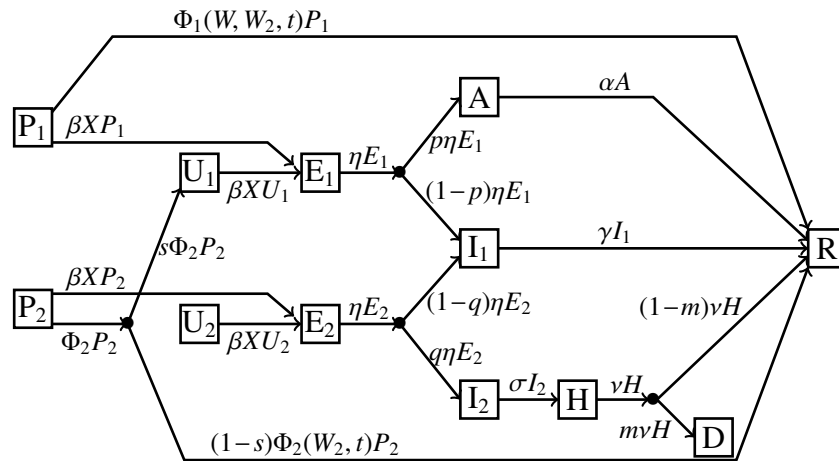 Φ₁(W, W₂, t)P₁
A
αA
P₁
βXP₁
pηE₁
U₁
E₁
ηE₁
βXU₁
(1−p)ηE₁
sΦ₂P₂
I₁
γI₁
R
P₂
βXP₂
Φ₂P₂
U₂
E₂
ηE₂
βXU₂
(1−q)ηE₂
(1−m)νH
qηE₂
I₂
σI₂
H
νH
mνH
D
(1−s)Φ₂(W₂, t)P₂